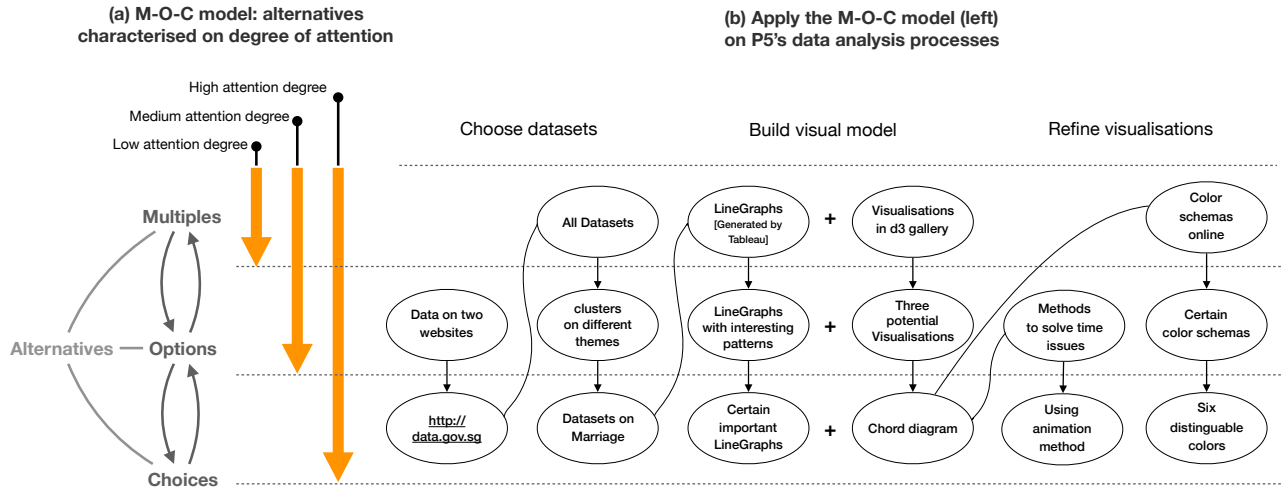 (a) M-O-C model: alternatives
characterised on degree of attention
(b) Apply the M-O-C model (left)
on P5's data analysis processes
High attention degree
Medium attention degree
Low attention degree
Multiples
Alternatives
Options
Choices
Choose datasets
Build visual model
Refine visualisations
All Datasets
LineGraphs
[Generated by
Tableau]
+
Visualisations
in d3 gallery
Color
schemas
online
Data on two
websites
clusters
on different
themes
LineGraphs
with interesting
patterns
+
Three
potential
Visualisations
Methods
to solve time
issues
Certain
color schemas
http://
data.gov.sg
Datasets on
Marriage
Certain
important
LineGraphs
+
Chord diagram
Using
animation
method
Six
distinguable
colors